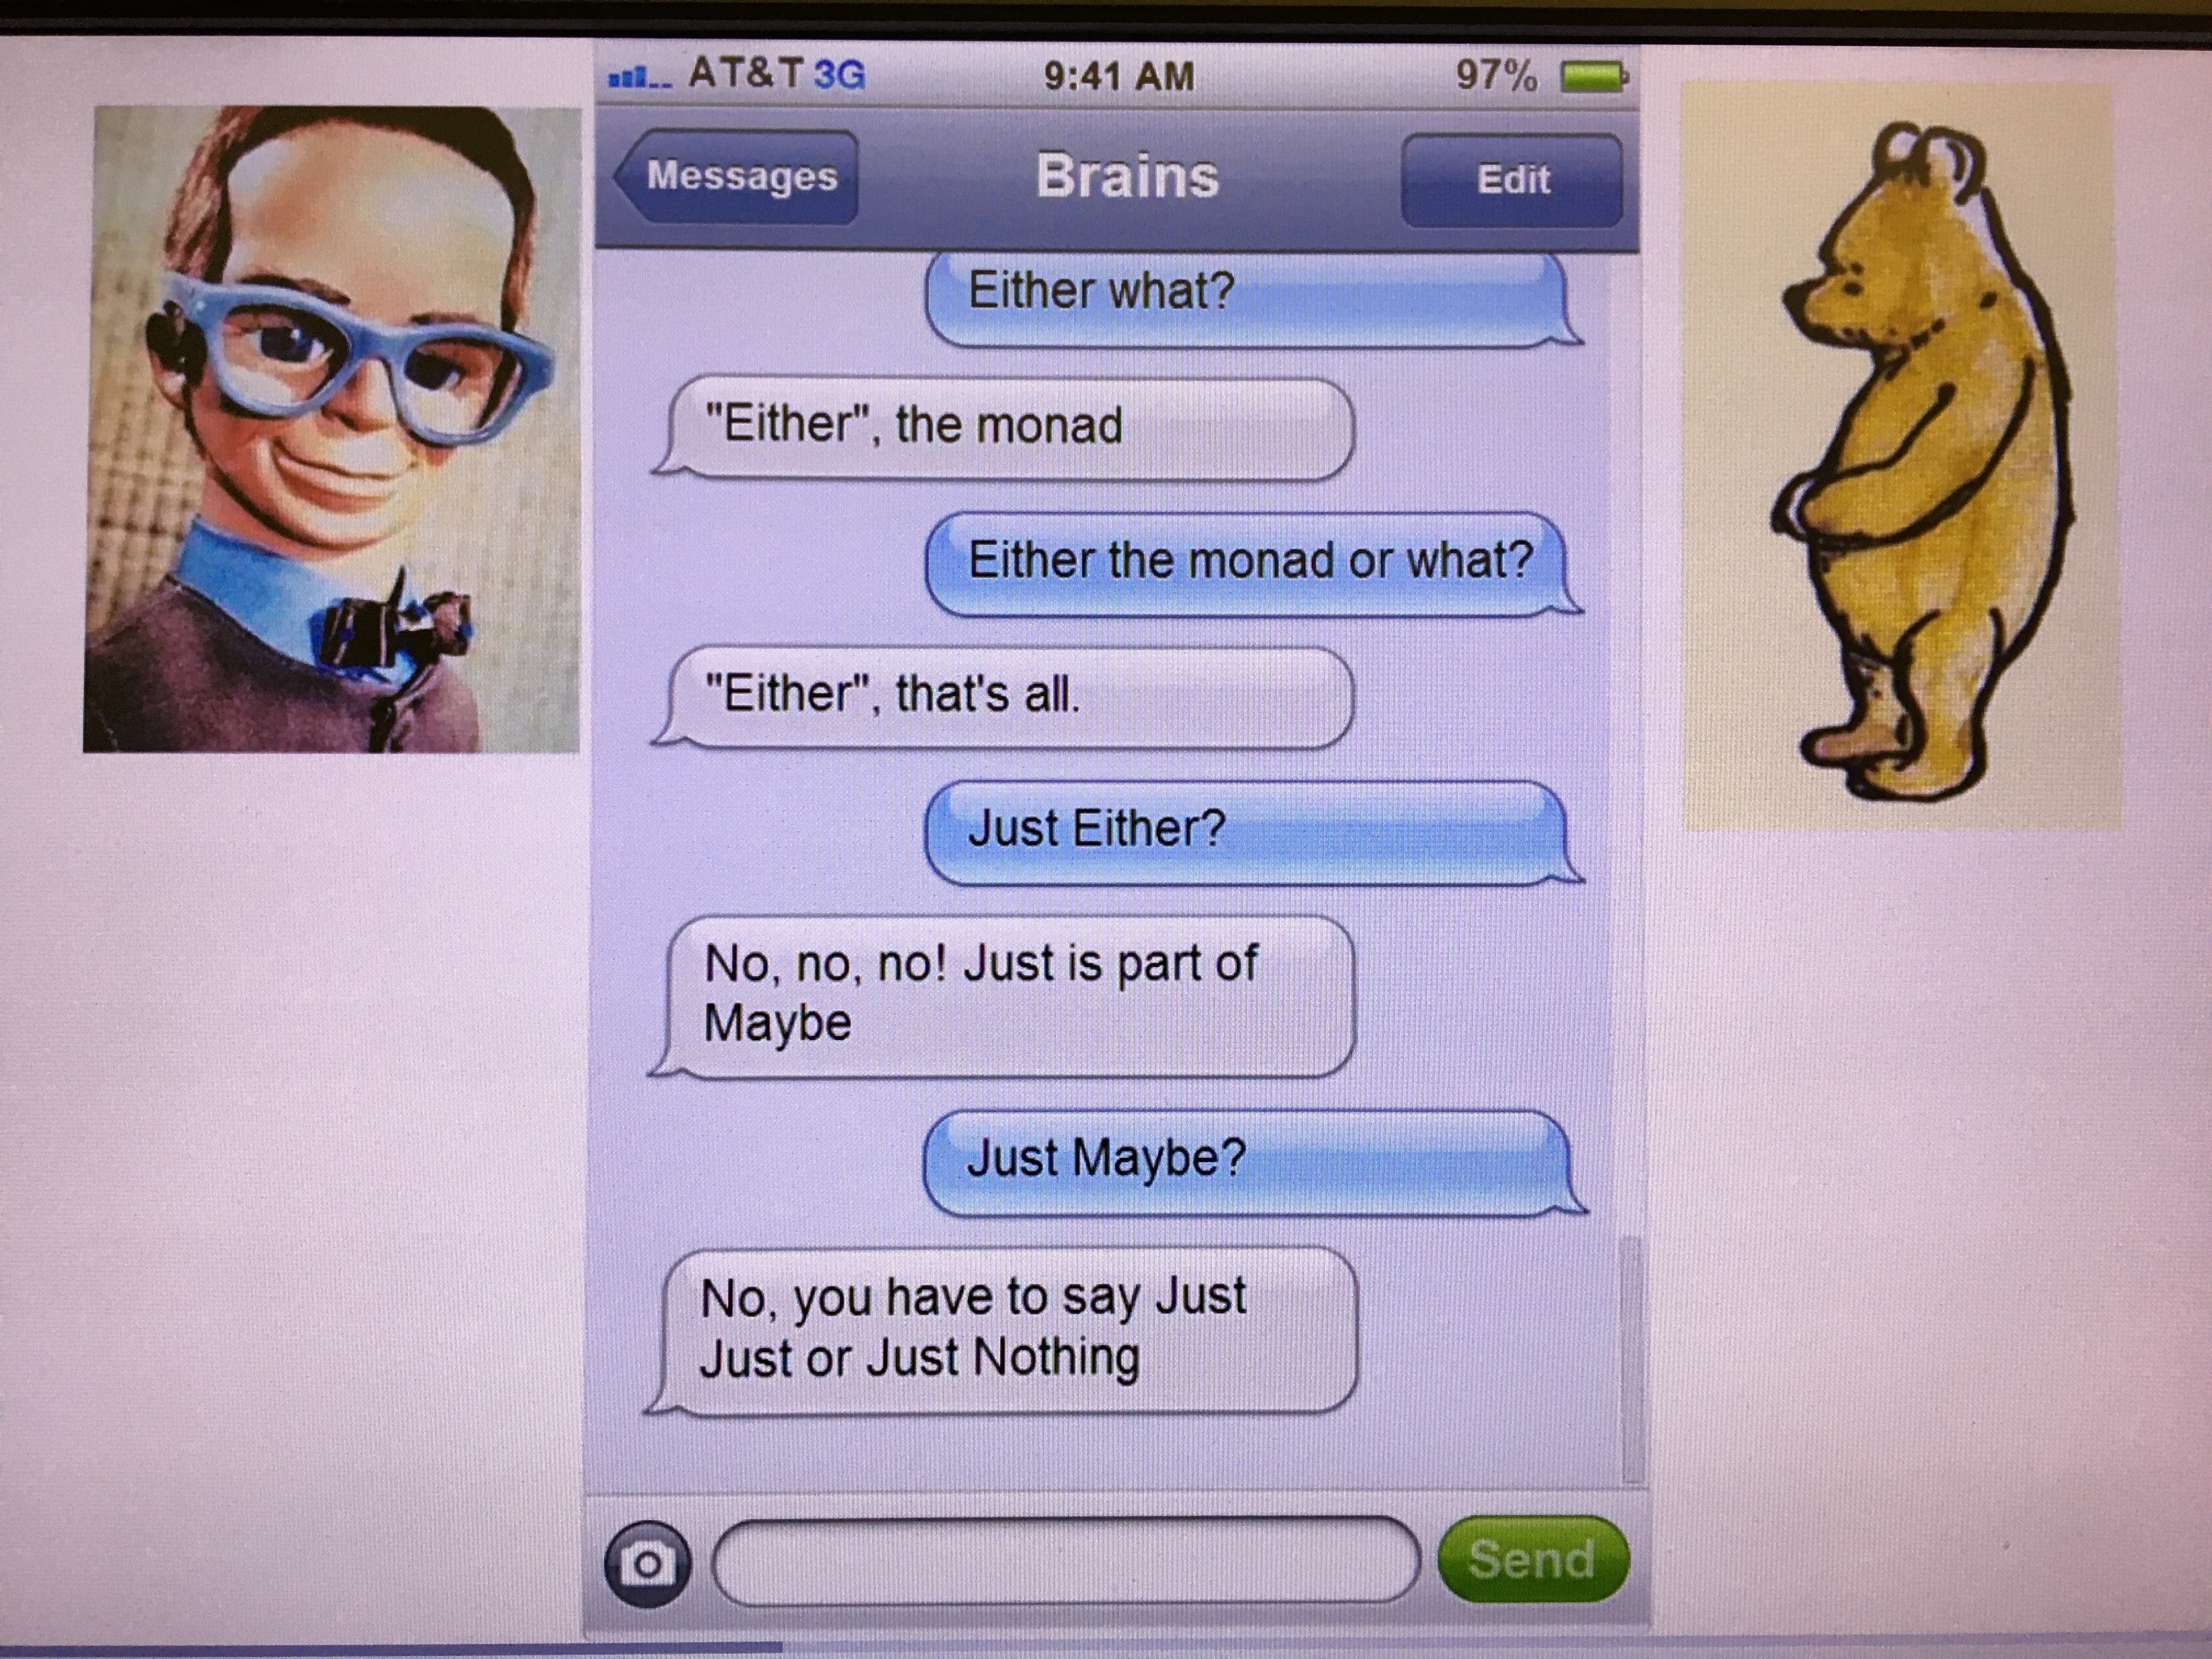 AT&T 3G 9:41 AM 97%
Messages Brains Edit
Either what?
"Either", the monad
Either the monad or what?
"Either", that's all.
Just Either?
No, no, no! Just is part of
Maybe
Just Maybe?
No, you have to say Just
Just or Just Nothing
Send